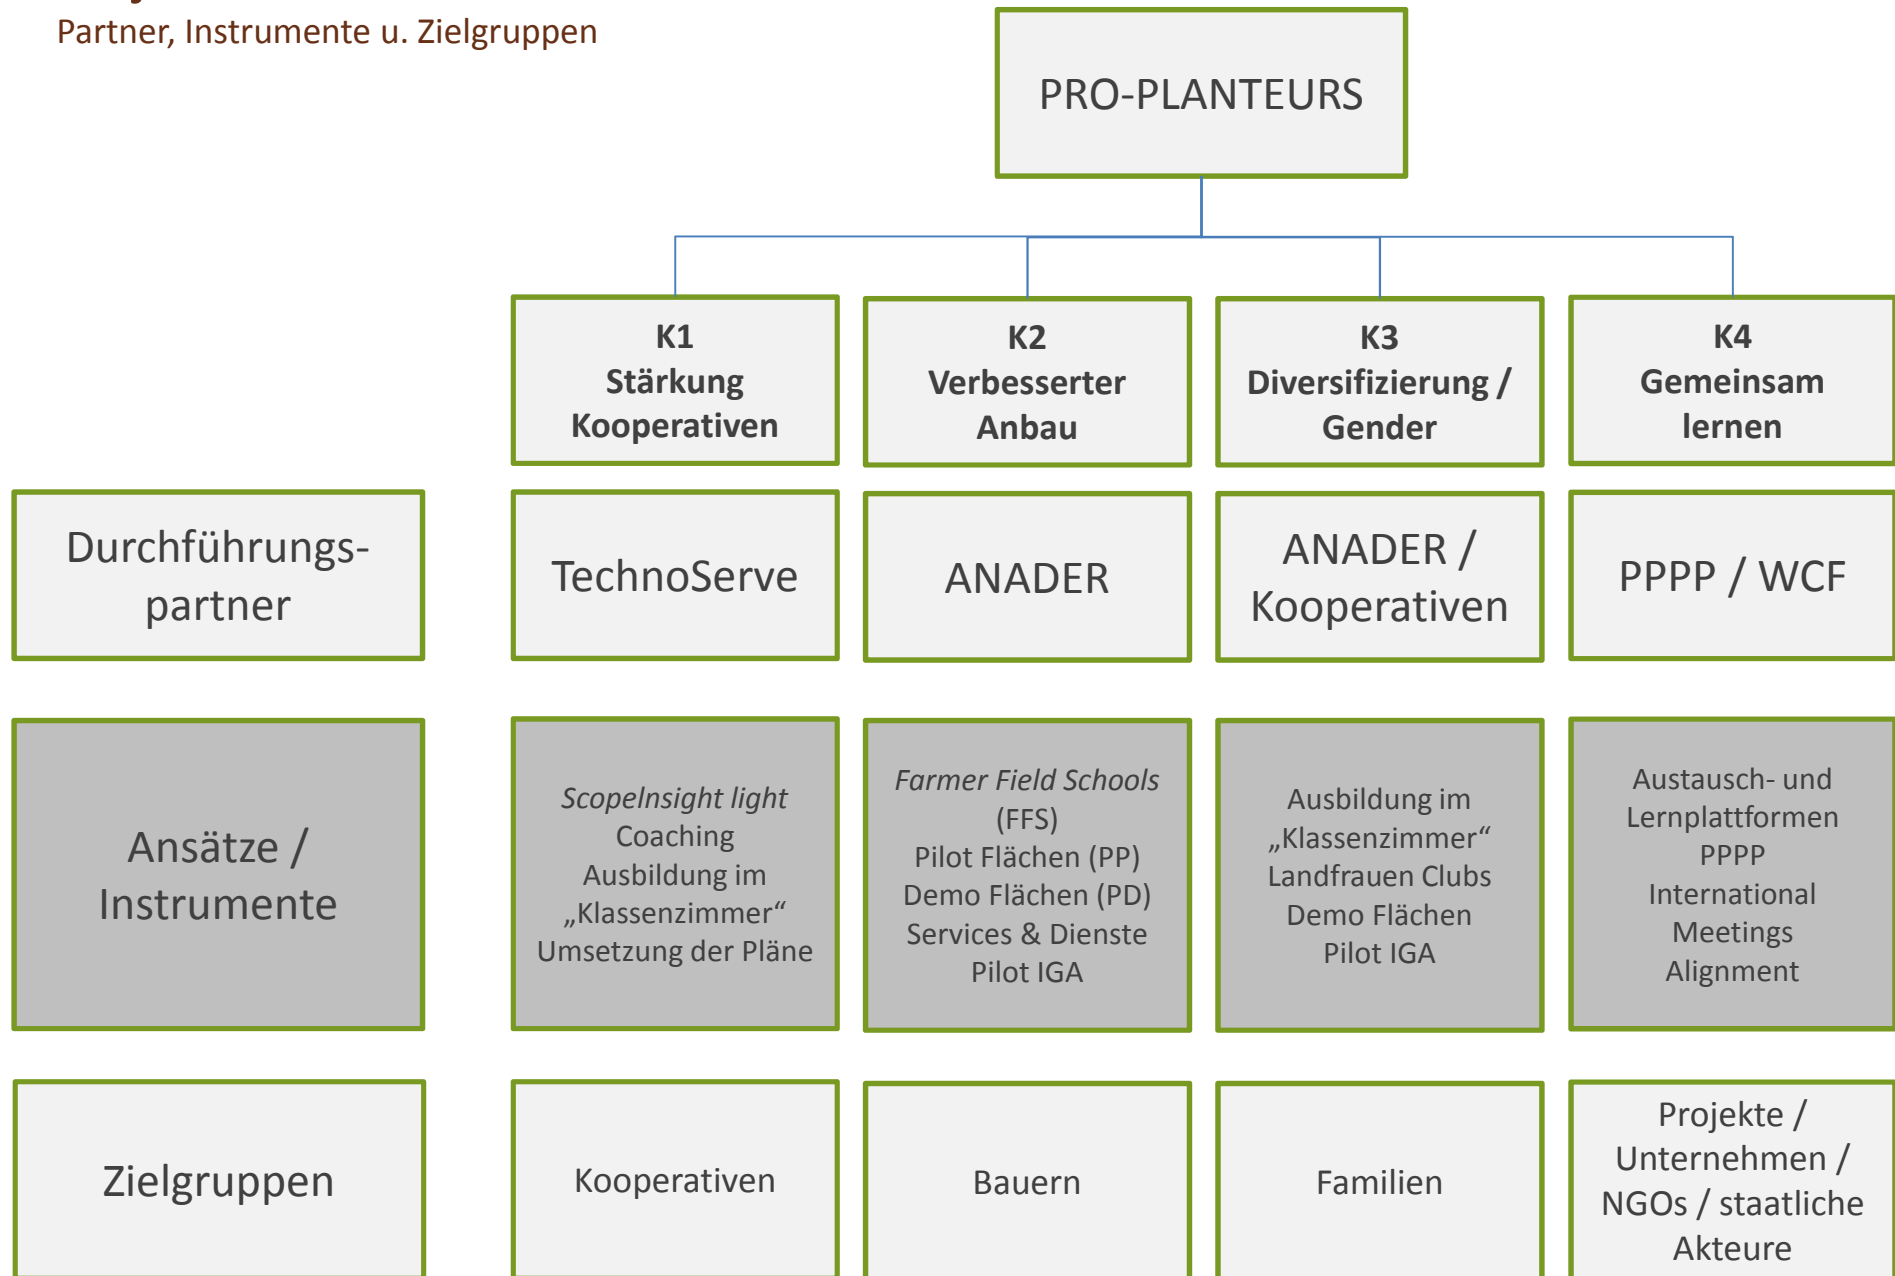 Partner, Instrumente u. Zielgruppen
PRO-PLANTEURS
K1
Stärkung
Kooperativen
K2
Verbesserter
Anbau
K3
Diversifizierung /
Gender
K4
Gemeinsam
lernen
Durchführungs-
partner
TechnoServe
ANADER
ANADER /
Kooperativen
PPPP / WCF
Ansätze /
Instrumente
ScopeInsight light
Coaching
Ausbildung im
„Klassenzimmer“
Umsetzung der Pläne
Farmer Field Schools
(FFS)
Pilot Flächen (PP)
Demo Flächen (PD)
Services & Dienste
Pilot IGA
Ausbildung im
„Klassenzimmer“
Landfrauen Clubs
Demo Flächen
Pilot IGA
Austausch- und
Lernplattformen
PPPP
International
Meetings
Alignment
Zielgruppen
Kooperativen
Bauern
Familien
Projekte /
Unternehmen /
NGOs / staatliche
Akteure